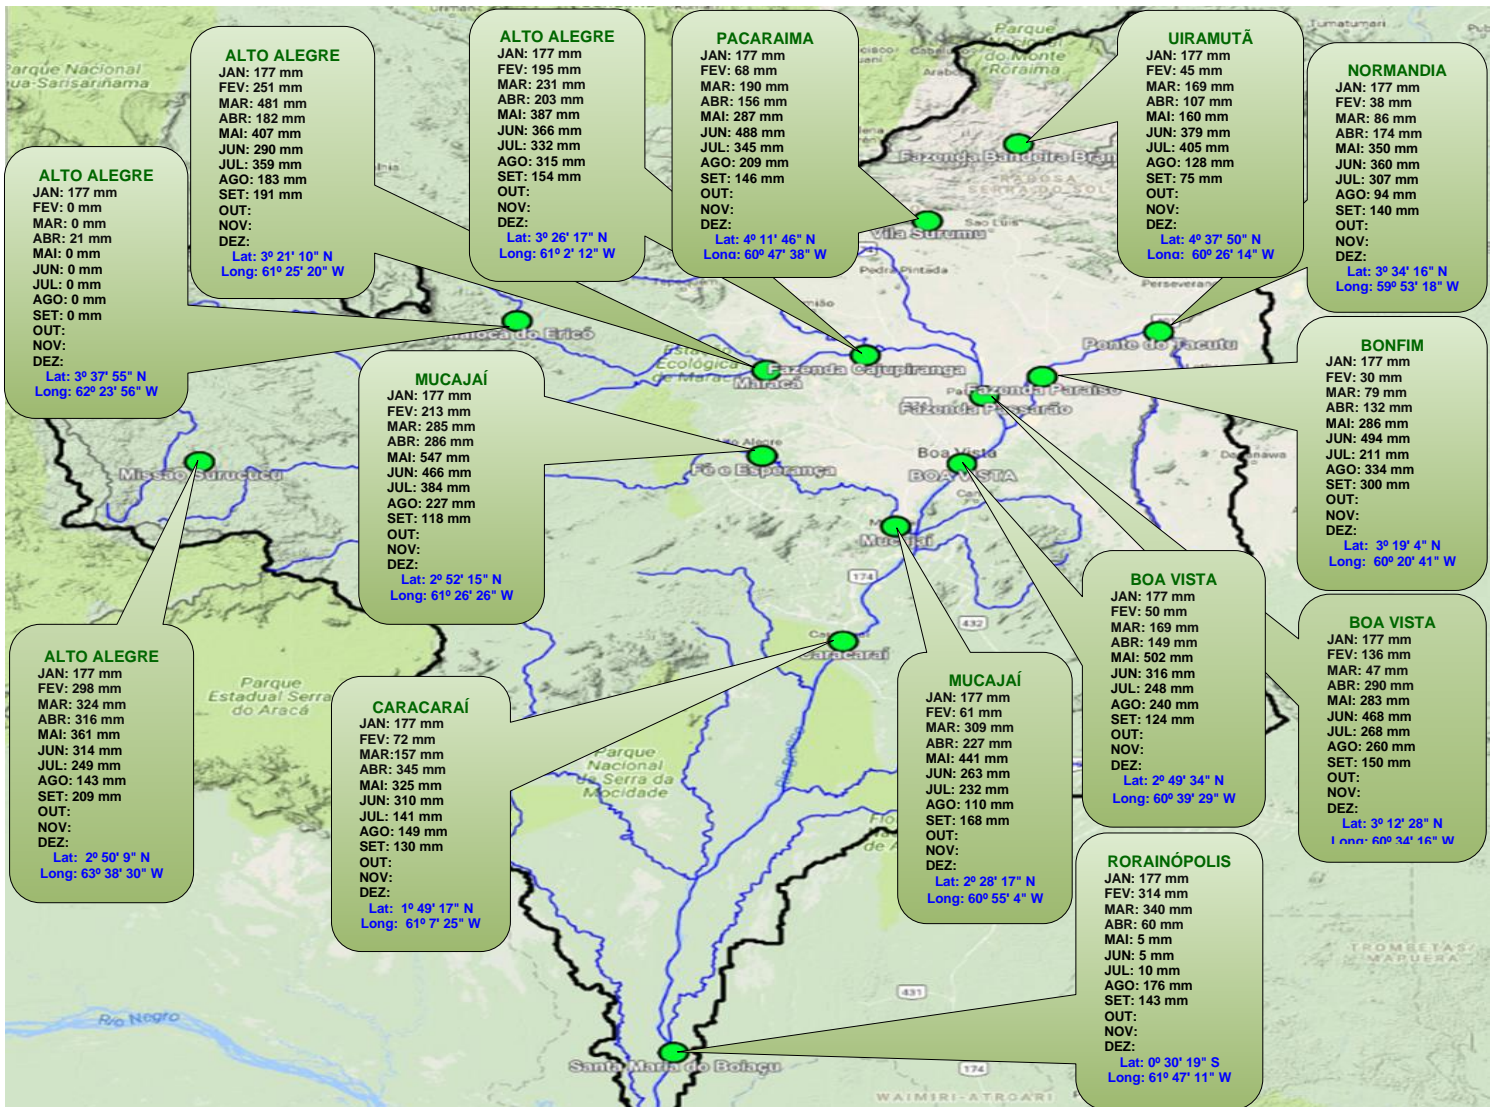 ALTO ALEGRE
JAN: 177 mm
FEV: 251 mm
MAR: 481 mm
ABR: 182 mm
MAI: 407 mm
JUN: 290 mm
JUL: 359 mm
AGO: 183 mm
SET: 191 mm
OUT:
NOV:
DEZ:
Lat: 3º 21' 10" N
Long: 61º 25' 20" W
ALTO ALEGRE
JAN: 177 mm
FEV: 195 mm
MAR: 231 mm
ABR: 203 mm
MAI: 387 mm
JUN: 366 mm
JUL: 332 mm
AGO: 315 mm
SET: 154 mm
OUT:
NOV:
DEZ:
Lat: 3º 26' 17" N
Long: 61º 2' 12" W
PACARAIMA
JAN: 177 mm
FEV: 68 mm
MAR: 190 mm
ABR: 156 mm
MAI: 287 mm
JUN: 488 mm
JUL: 345 mm
AGO: 209 mm
SET: 146 mm
OUT:
NOV:
DEZ:
Lat: 4º 11' 46" N
Long: 60º 47' 38" W
UIRAMUTÃ
JAN: 177 mm
FEV: 45 mm
MAR: 169 mm
ABR: 107 mm
MAI: 160 mm
JUN: 379 mm
JUL: 405 mm
AGO: 128 mm
SET: 75 mm
OUT:
NOV:
DEZ:
Lat: 4º 37' 50" N
Long: 60º 26' 14" W
NORMANDIA
JAN: 177 mm
FEV: 38 mm
MAR: 86 mm
ABR: 174 mm
MAI: 350 mm
JUN: 360 mm
JUL: 307 mm
AGO: 94 mm
SET: 140 mm
OUT:
NOV:
DEZ:
Lat: 3º 34' 16" N
Long: 59º 53' 18" W
ALTO ALEGRE
JAN: 177 mm
FEV: 0 mm
MAR: 0 mm
ABR: 21 mm
MAI: 0 mm
JUN: 0 mm
JUL: 0 mm
AGO: 0 mm
SET: 0 mm
OUT:
NOV:
DEZ:
Lat: 3º 37' 55" N
Long: 62º 23' 56" W
MUCAJAÍ
JAN: 177 mm
FEV: 213 mm
MAR: 285 mm
ABR: 286 mm
MAI: 547 mm
JUN: 466 mm
JUL: 384 mm
AGO: 227 mm
SET: 118 mm
OUT:
NOV:
DEZ:
Lat: 2º 52' 15" N
Long: 61º 26' 26" W
BONFIM
JAN: 177 mm
FEV: 30 mm
MAR: 79 mm
ABR: 132 mm
MAI: 286 mm
JUN: 494 mm
JUL: 211 mm
AGO: 334 mm
SET: 300 mm
OUT:
NOV:
DEZ:
Lat: 3º 19' 4" N
Long: 60º 20' 41" W
ALTO ALEGRE
JAN: 177 mm
FEV: 298 mm
MAR: 324 mm
ABR: 316 mm
MAI: 361 mm
JUN: 314 mm
JUL: 249 mm
AGO: 143 mm
SET: 209 mm
OUT:
NOV:
DEZ:
Lat: 2º 50' 9" N
Long: 63º 38' 30" W
CARACARAÍ
JAN: 177 mm
FEV: 72 mm
MAR:157 mm
ABR: 345 mm
MAI: 325 mm
JUN: 310 mm
JUL: 141 mm
AGO: 149 mm
SET: 130 mm
OUT:
NOV:
DEZ:
Lat: 1º 49' 17" N
Long: 61º 7' 25" W
MUCAJAÍ
JAN: 177 mm
FEV: 61 mm
MAR: 309 mm
ABR: 227 mm
MAI: 441 mm
JUN: 263 mm
JUL: 232 mm
AGO: 110 mm
SET: 168 mm
OUT:
NOV:
DEZ:
Lat: 2º 28' 17" N
Long: 60º 55' 4" W
BOA VISTA
JAN: 177 mm
FEV: 50 mm
MAR: 169 mm
ABR: 149 mm
MAI: 502 mm
JUN: 316 mm
JUL: 248 mm
AGO: 240 mm
SET: 124 mm
OUT:
NOV:
DEZ:
Lat: 2º 49' 34" N
Long: 60º 39' 29" W
BOA VISTA
JAN: 177 mm
FEV: 136 mm
MAR: 47 mm
ABR: 290 mm
MAI: 283 mm
JUN: 468 mm
JUL: 268 mm
AGO: 260 mm
SET: 150 mm
OUT:
NOV:
DEZ:
Lat: 3º 12' 28" N
Long: 60º 34' 16" W
RORAINÓPOLIS
JAN: 177 mm
FEV: 314 mm
MAR: 340 mm
ABR: 60 mm
MAI: 5 mm
JUN: 5 mm
JUL: 10 mm
AGO: 176 mm
SET: 143 mm
OUT:
NOV:
DEZ:
Lat: 0º 30' 19" S
Long: 61º 47' 11" W
Parque Nacional
Parque
do Monte
Roraima
Tumatumari
Fazenda Bandeira Bran
RAPOSA
SERRA DO SOL
Vila Surumu
Sao Luis
Pedra Pintada
Ponte do Tacutu
Maracá
Fazenda Cajupiranga
Fazenda Paraíso
Fazenda Passarão
Missão Surucucu
Fé e Esperança
Boa Vista
BOA VISTA
Mucajaí
174
432
Caracaraí
Parque
Estadual Serra
do Aracá
Parque
Nacional
da Serra da
Mocidade
Rio Branco
Rio Negro
Santa Maria do Boiaçu
431
174
WAIMIRI-ATROARI
TROMBETAS/
MAPUERA